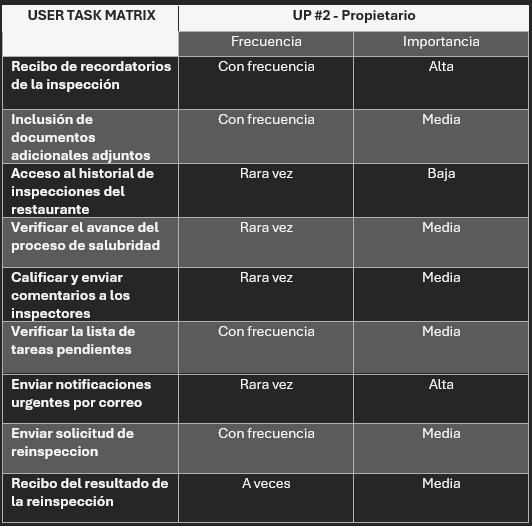 USER TASK MATRIX UP #2 - Propietario
Frecuencia Importancia
Recibo de recordatorios Con frecuencia Alta
de la inspección
Inclusión de Con frecuencia Media
documentos
adicionales adjuntos
Acceso al historial de Rara vez Baja
inspecciones del
restaurante
Verificar el avance del Rara vez Media
proceso de salubridad
Calificar y enviar Rara vez Media
comentarios a los
inspectores
Verificar la lista de Con frecuencia Media
tareas pendientes
Enviar notificaciones Rara vez Alta
urgentes por correo
Enviar solicitud de Con frecuencia Media
reinspeccion
Recibo del resultado de A veces Media
la reinspección